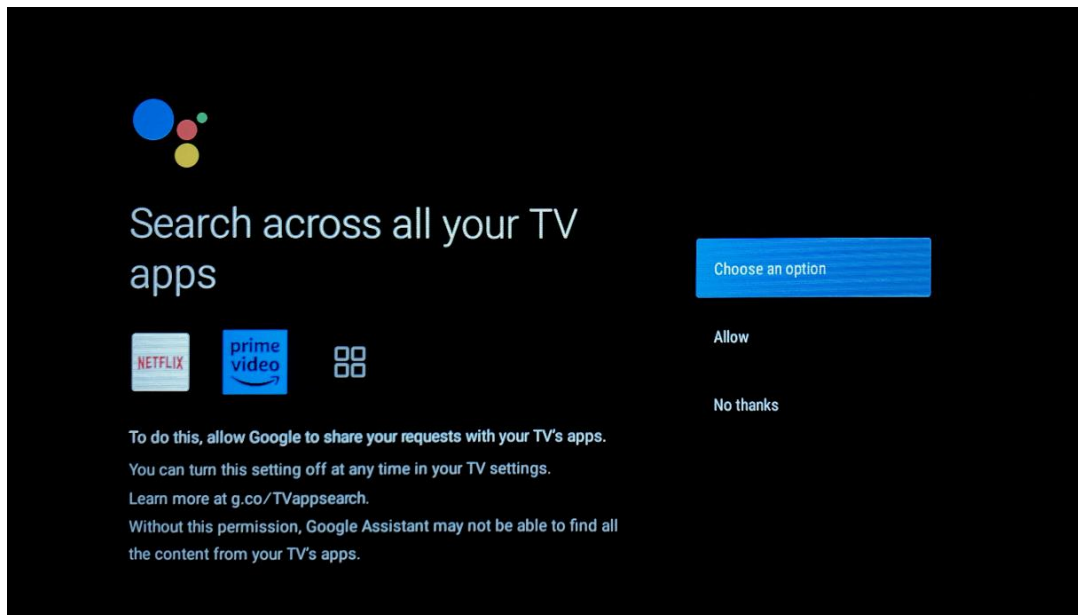 Search across all your TV
apps
NETFLIX
prime
video
To do this, allow Google to share your requests with your TV's apps.
You can turn this setting off at any time in your TV settings.
Learn more at g.co/TVappsearch.
Without this permission, Google Assistant may not be able to find all
the content from your TV's apps.
Choose an option
Allow
No thanks